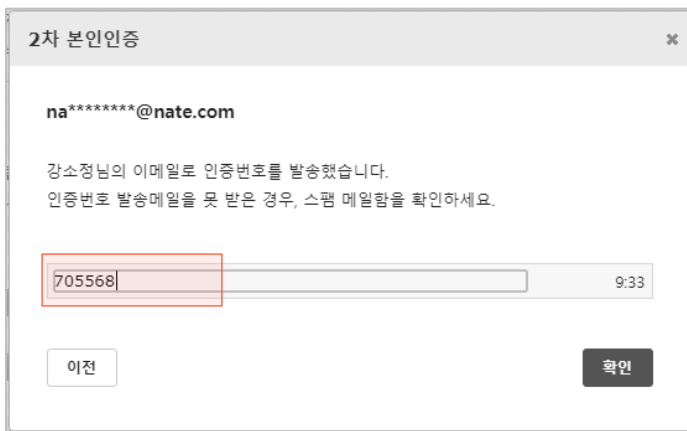 2차 본인인증
na********@nate.com
강소정님의 이메일로 인증번호를 발송했습니다.
인증번호 발송메일을 못 받은 경우, 스팸 메일함을 확인하세요.
705568 9:33
이전 확인